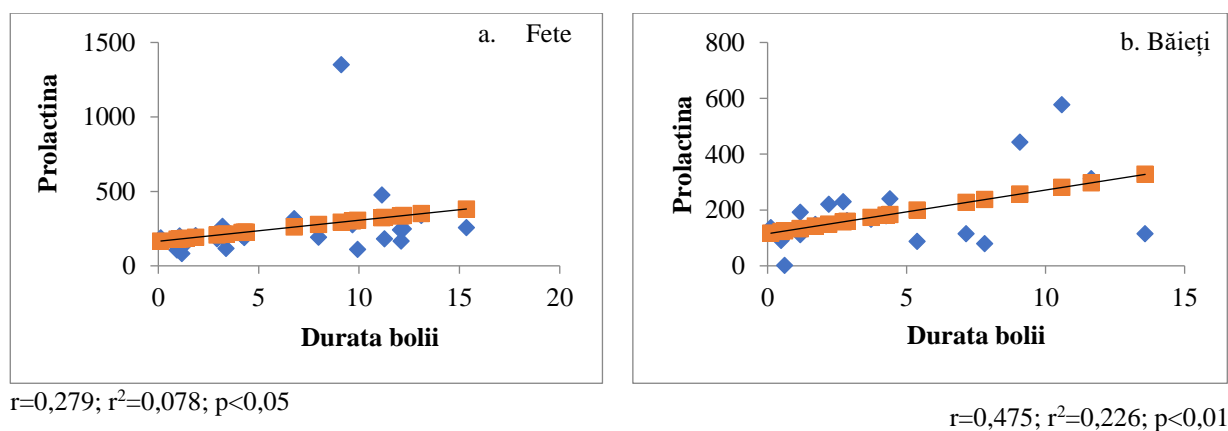 a. Fete
1500
1000
500
0
Prolactina
0 5 10 15 20
Durata bolii
r=0,279; r²=0,078; p<0,05
b. Băieți
800
600
400
200
0
Prolactina
0 5 10 15
Durata bolii
r=0,475; r²=0,226; p<0,01